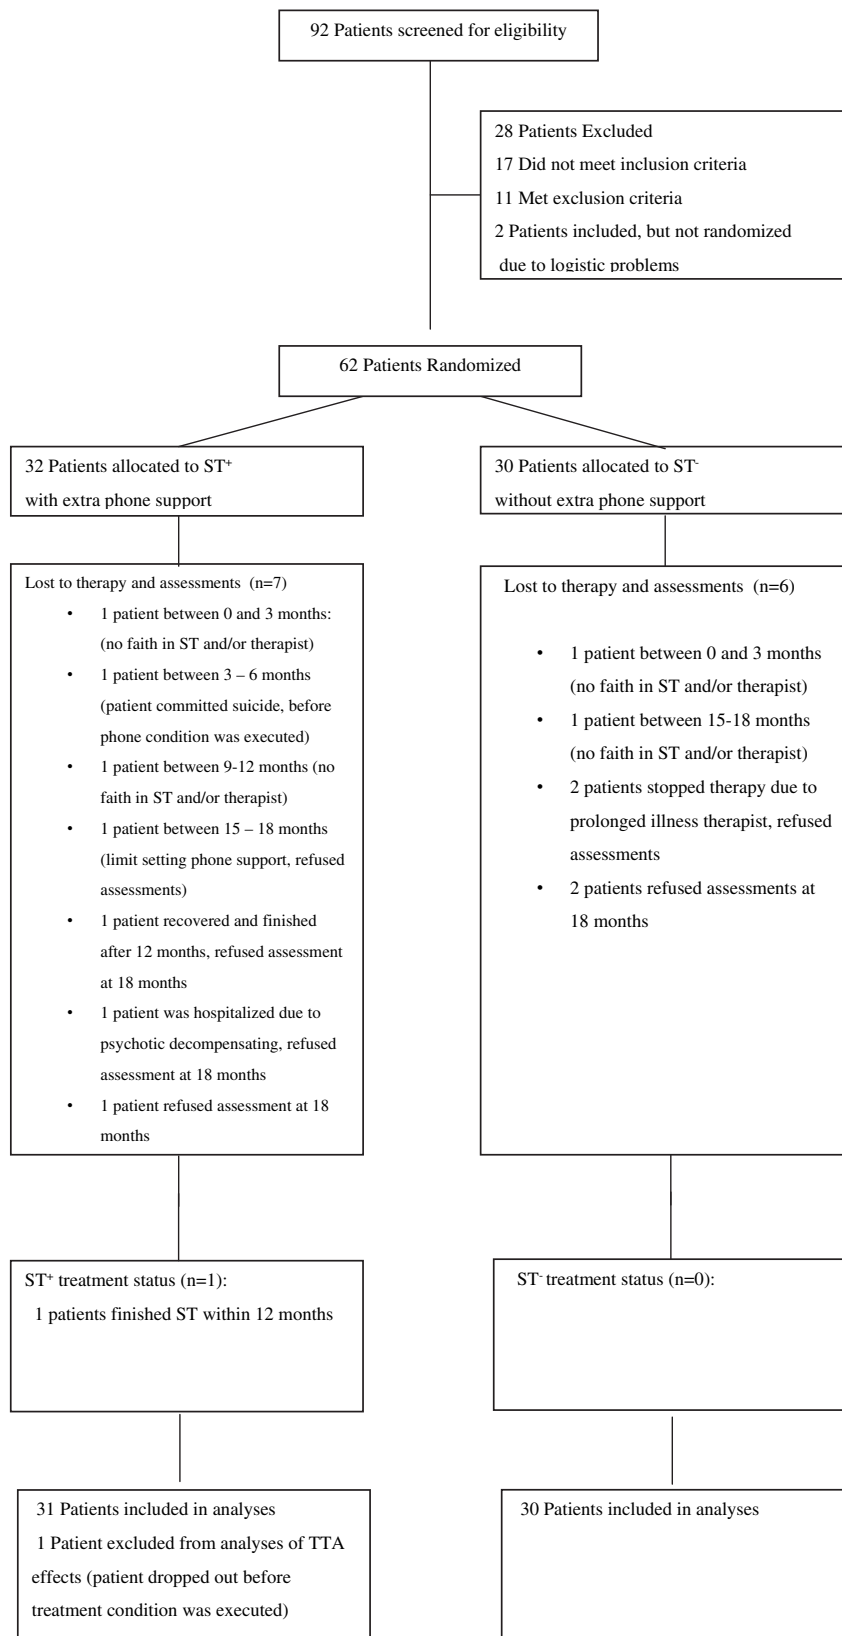 92 Patients screened for eligibility
28 Patients Excluded
17 Did not meet inclusion criteria
11 Met exclusion criteria
2 Patients included, but not randomized
due to logistic problems
62 Patients Randomized
32 Patients allocated to ST⁺
with extra phone support
30 Patients allocated to ST⁻
without extra phone support
Lost to therapy and assessments (n=7)
• 1 patient between 0 and 3 months:
(no faith in ST and/or therapist)
• 1 patient between 3 – 6 months
(patient committed suicide, before
phone condition was executed)
• 1 patient between 9-12 months (no
faith in ST and/or therapist)
• 1 patient between 15 – 18 months
(limit setting phone support, refused
assessments)
• 1 patient recovered and finished
after 12 months, refused assessment
at 18 months
• 1 patient was hospitalized due to
psychotic decompensating, refused
assessment at 18 months
• 1 patient refused assessment at 18
months
Lost to therapy and assessments (n=6)
• 1 patient between 0 and 3 months
(no faith in ST and/or therapist)
• 1 patient between 15-18 months
(no faith in ST and/or therapist)
• 2 patients stopped therapy due to
prolonged illness therapist, refused
assessments
• 2 patients refused assessments at
18 months
ST⁺ treatment status (n=1):
1 patients finished ST within 12 months
ST⁻ treatment status (n=0):
31 Patients included in analyses
1 Patient excluded from analyses of TTA
effects (patient dropped out before
treatment condition was executed)
30 Patients included in analyses